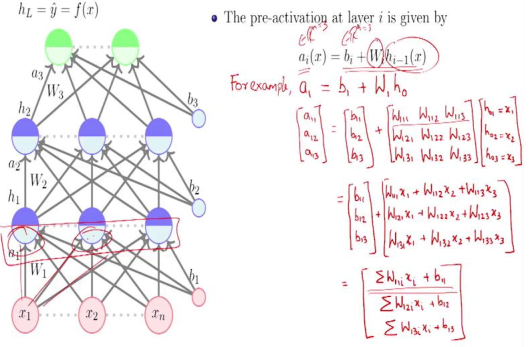 h_L = ŷ = f(x)
a_3
W_3
h_2
b_3
a_2
W_2
h_1
b_2
a_1
W_1
b_1
x_1 x_2 x_n
• The pre-activation at layer i is given by
∈ℝ^{n=3} ∈ℝ^{n=3}
a_i(x) = b_i + W_i h_{i−1}(x)
For example, a_1 = b_1 + W_1 h_0
[a_11 a_12 a_13] = [b_11 b_12 b_13] + [W_111 W_112 W_113 W_121 W_122 W_123 W_131 W_132 W_133] [h_01 = x_1 h_02 = x_2 h_03 = x_3]
= [b_11 b_12 b_13] + [W_111 x_1 + W_112 x_2 + W_113 x_3 W_121 x_1 + W_122 x_2 + W_123 x_3 W_131 x_1 + W_132 x_2 + W_133 x_3]
= [∑W_11i x_i + b_11
∑W_12i x_i + b_12
∑W_13i x_i + b_13]